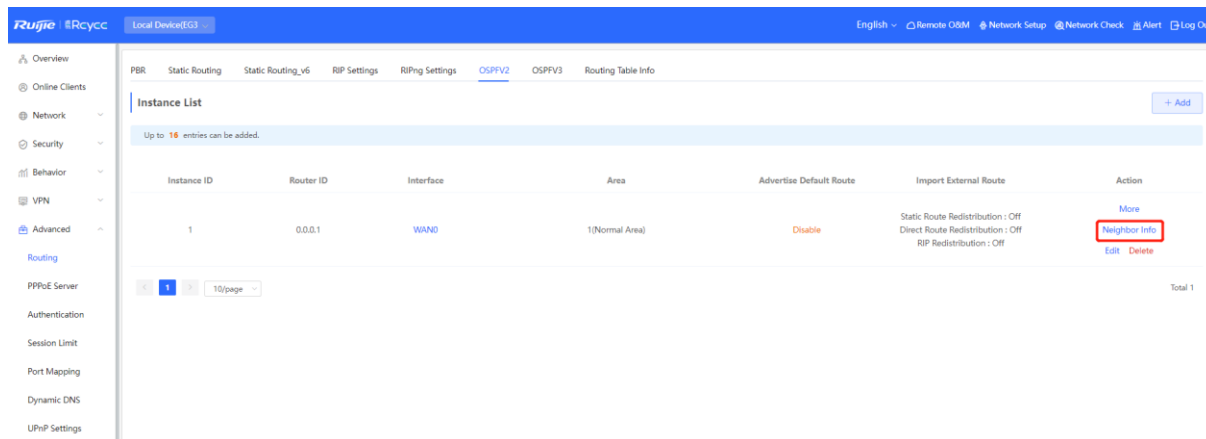 Ruijie Rcycc Local Device(EG3 English Remote O&M Network Setup Network Check Alert Log
Overview
Online Clients
Network
Security
Behavior
VPN
Advanced
Routing
PPPoE Server
Authentication
Session Limit
Port Mapping
Dynamic DNS
UPnP Settings
PBR Static Routing Static Routing_v6 RIP Settings RIPng Settings OSPFV2 OSPFV3 Routing Table Info
Instance List + Add
Up to 16 entries can be added.
Instance ID Router ID Interface Area Advertise Default Route Import External Route Action
1 0.0.0.1 WAN0 1(Normal Area) Disable
Static Route Redistribution : Off
Direct Route Redistribution : Off
RIP Redistribution : Off
More
Neighbor Info
Edit Delete
< 1 > 10/page Total 1